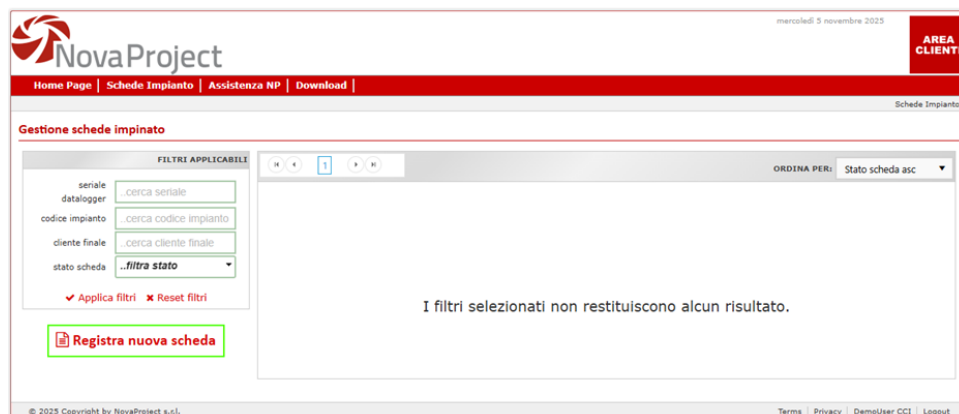 mercoledì 5 novembre 2025
NovaProject
AREA
CLIENTI
Home Page | Schede Impianto | Assistenza NP | Download |
Schede Impianto
Gestione schede impinato
FILTRI APPLICABILI
seriale datalogger ..cerca seriale
codice impianto ..cerca codice impianto
cliente finale ..cerca cliente finale
stato scheda ..filtra stato
Applica filtri Reset filtri
Registra nuova scheda
1
ORDINA PER: Stato scheda asc
I filtri selezionati non restituiscono alcun risultato.
© 2025 Copyright by NovaProject s.c.l.
Terms | Privacy | DemoUser CCI | Logout